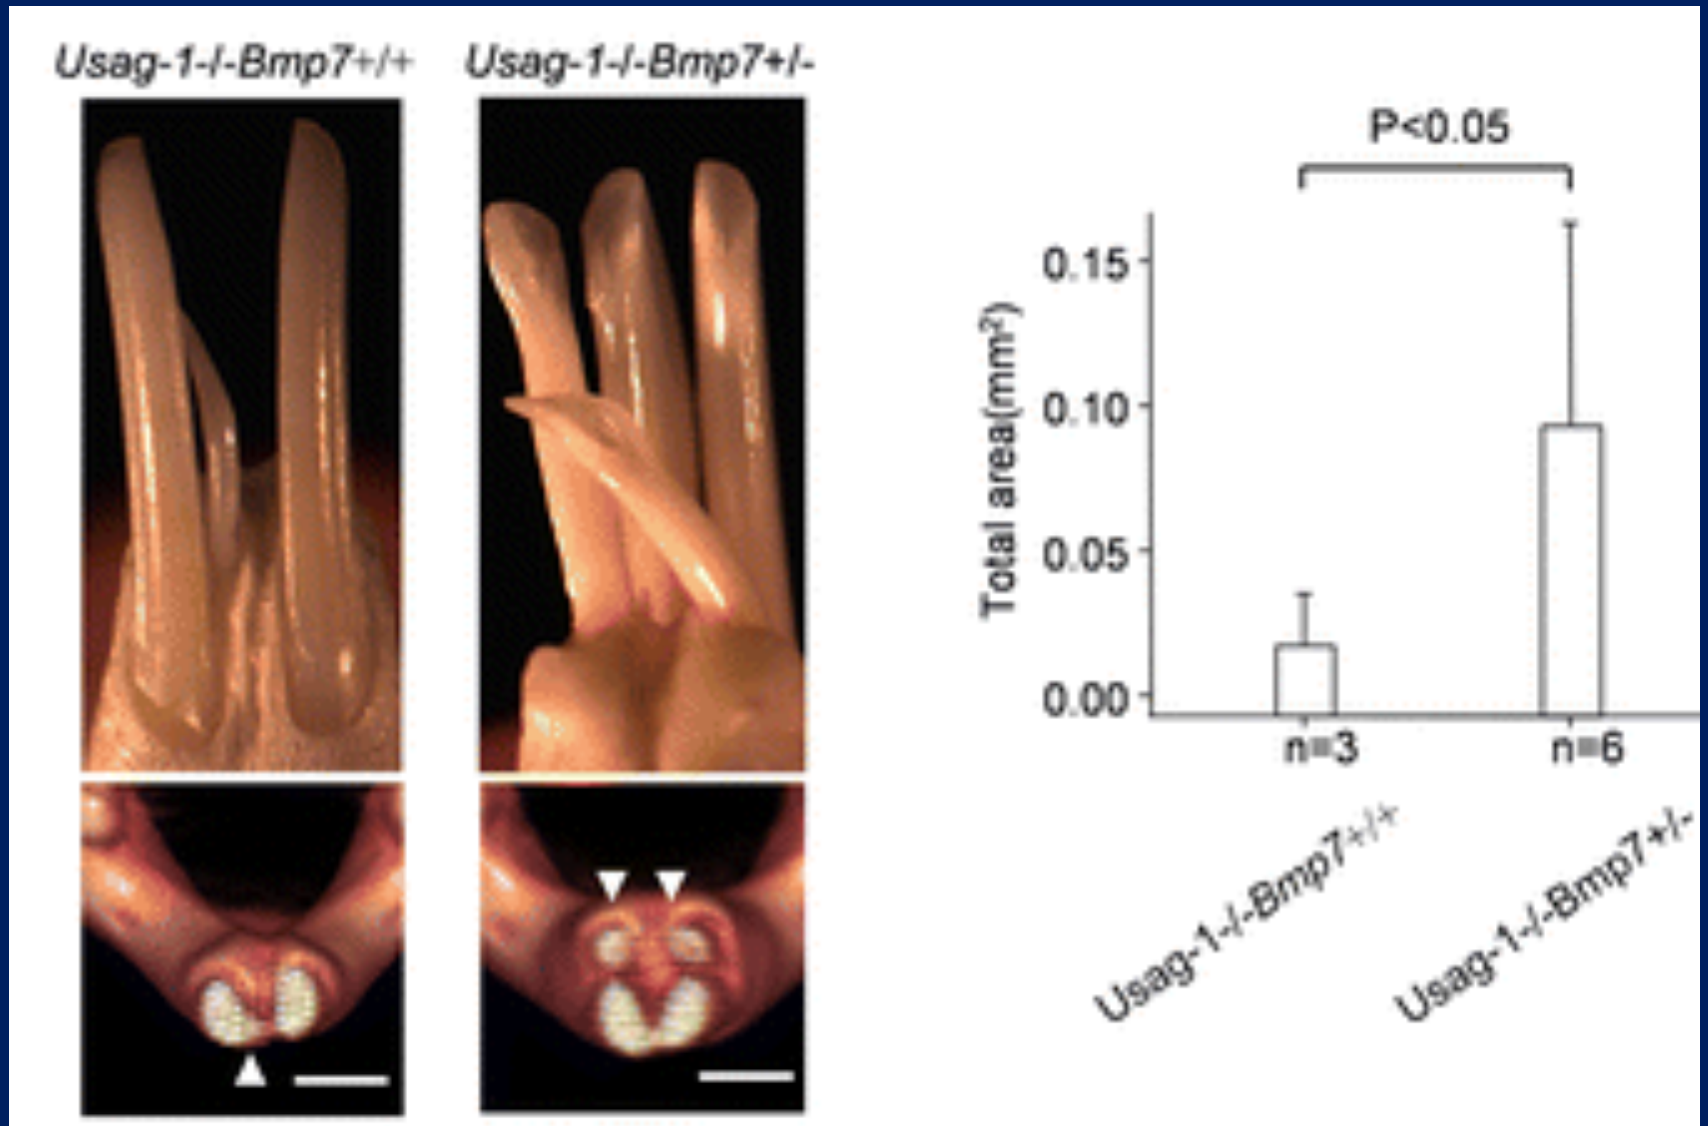 Usag-1-/-Bmp7+/+
Usag-1-/-Bmp7+/-
P<0.05
Total area(mm²)
0.15
0.10
0.05
0.00
n=3
n=6
Usag-1-/-Bmp7+/+
Usag-1-/-Bmp7+/-